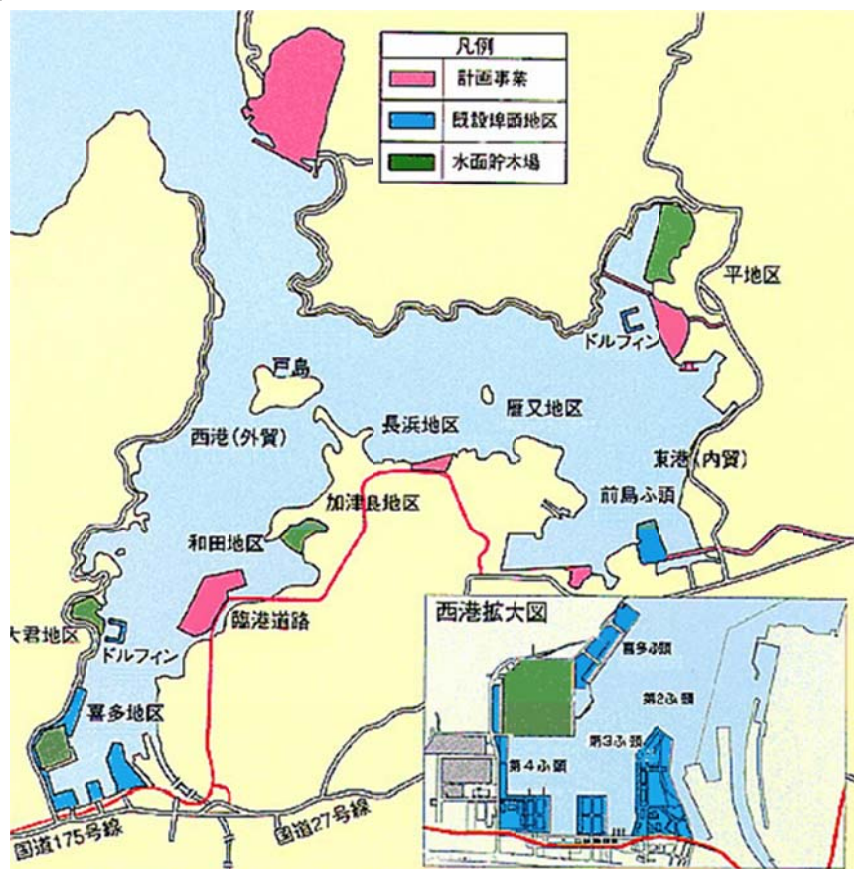 凡例
計画事業
既設埠頭地区
水面貯木場
平地区
ドルフィン
戸島
雁又地区
長浜地区
西港(外貿)
東港(内貿)
前島ふ頭
加津良地区
和田地区
臨港道路
大君地区
ドルフィン
喜多地区
国道175号線
国道27号線
西港拡大図
喜多ふ頭
第2ふ頭
第3ふ頭
第4ふ頭